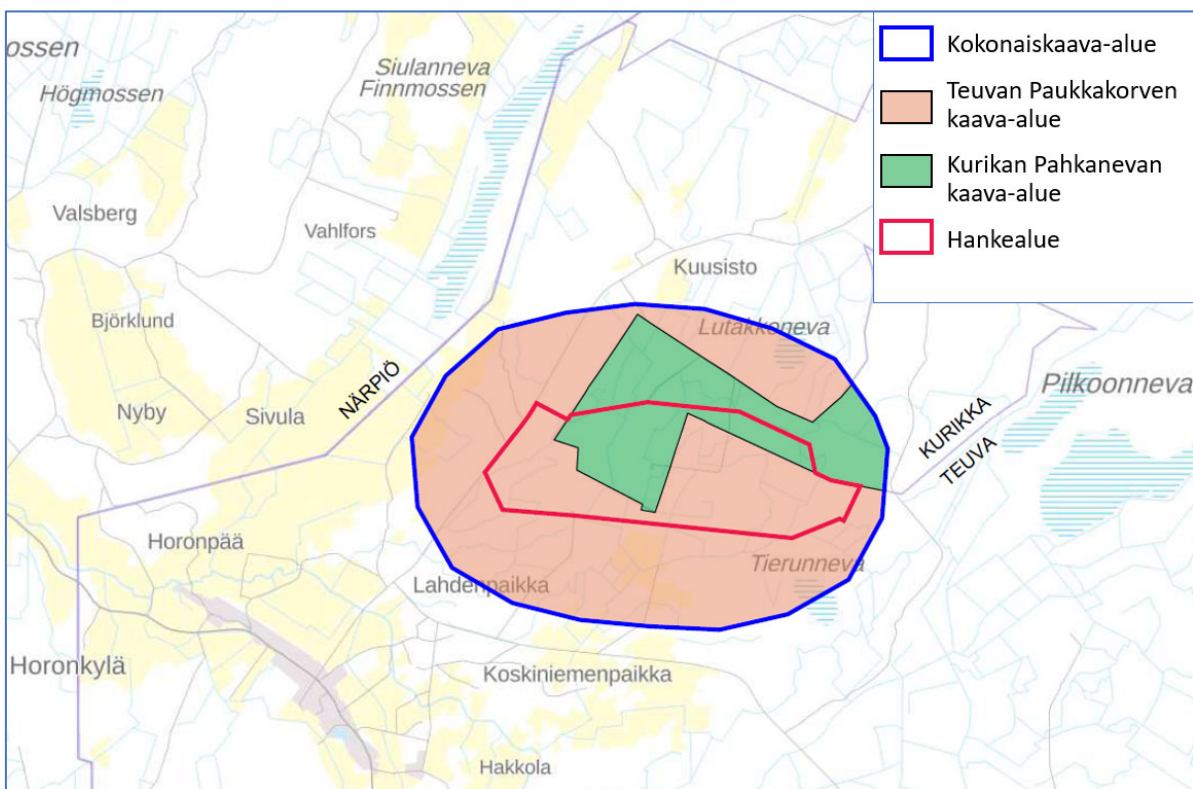 ossen
Högmossen
Siulanneva
Finnmossen
Valsberg
Vahlfors
Kuusisto
Björklund
Lutakkoneva
NÄRPIÖ
Nyby
Sivula
Pilkoonneva
KURIKKA
TEUVA
Horonpää
Lahdenpaikka
Tierunneva
Horonkylä
Koskiniemenpaikka
Hakkola
Kokonaiskaava-alue
Teuvan Paukkakorven
kaava-alue
Kurikan Pahkanevan
kaava-alue
Hankealue